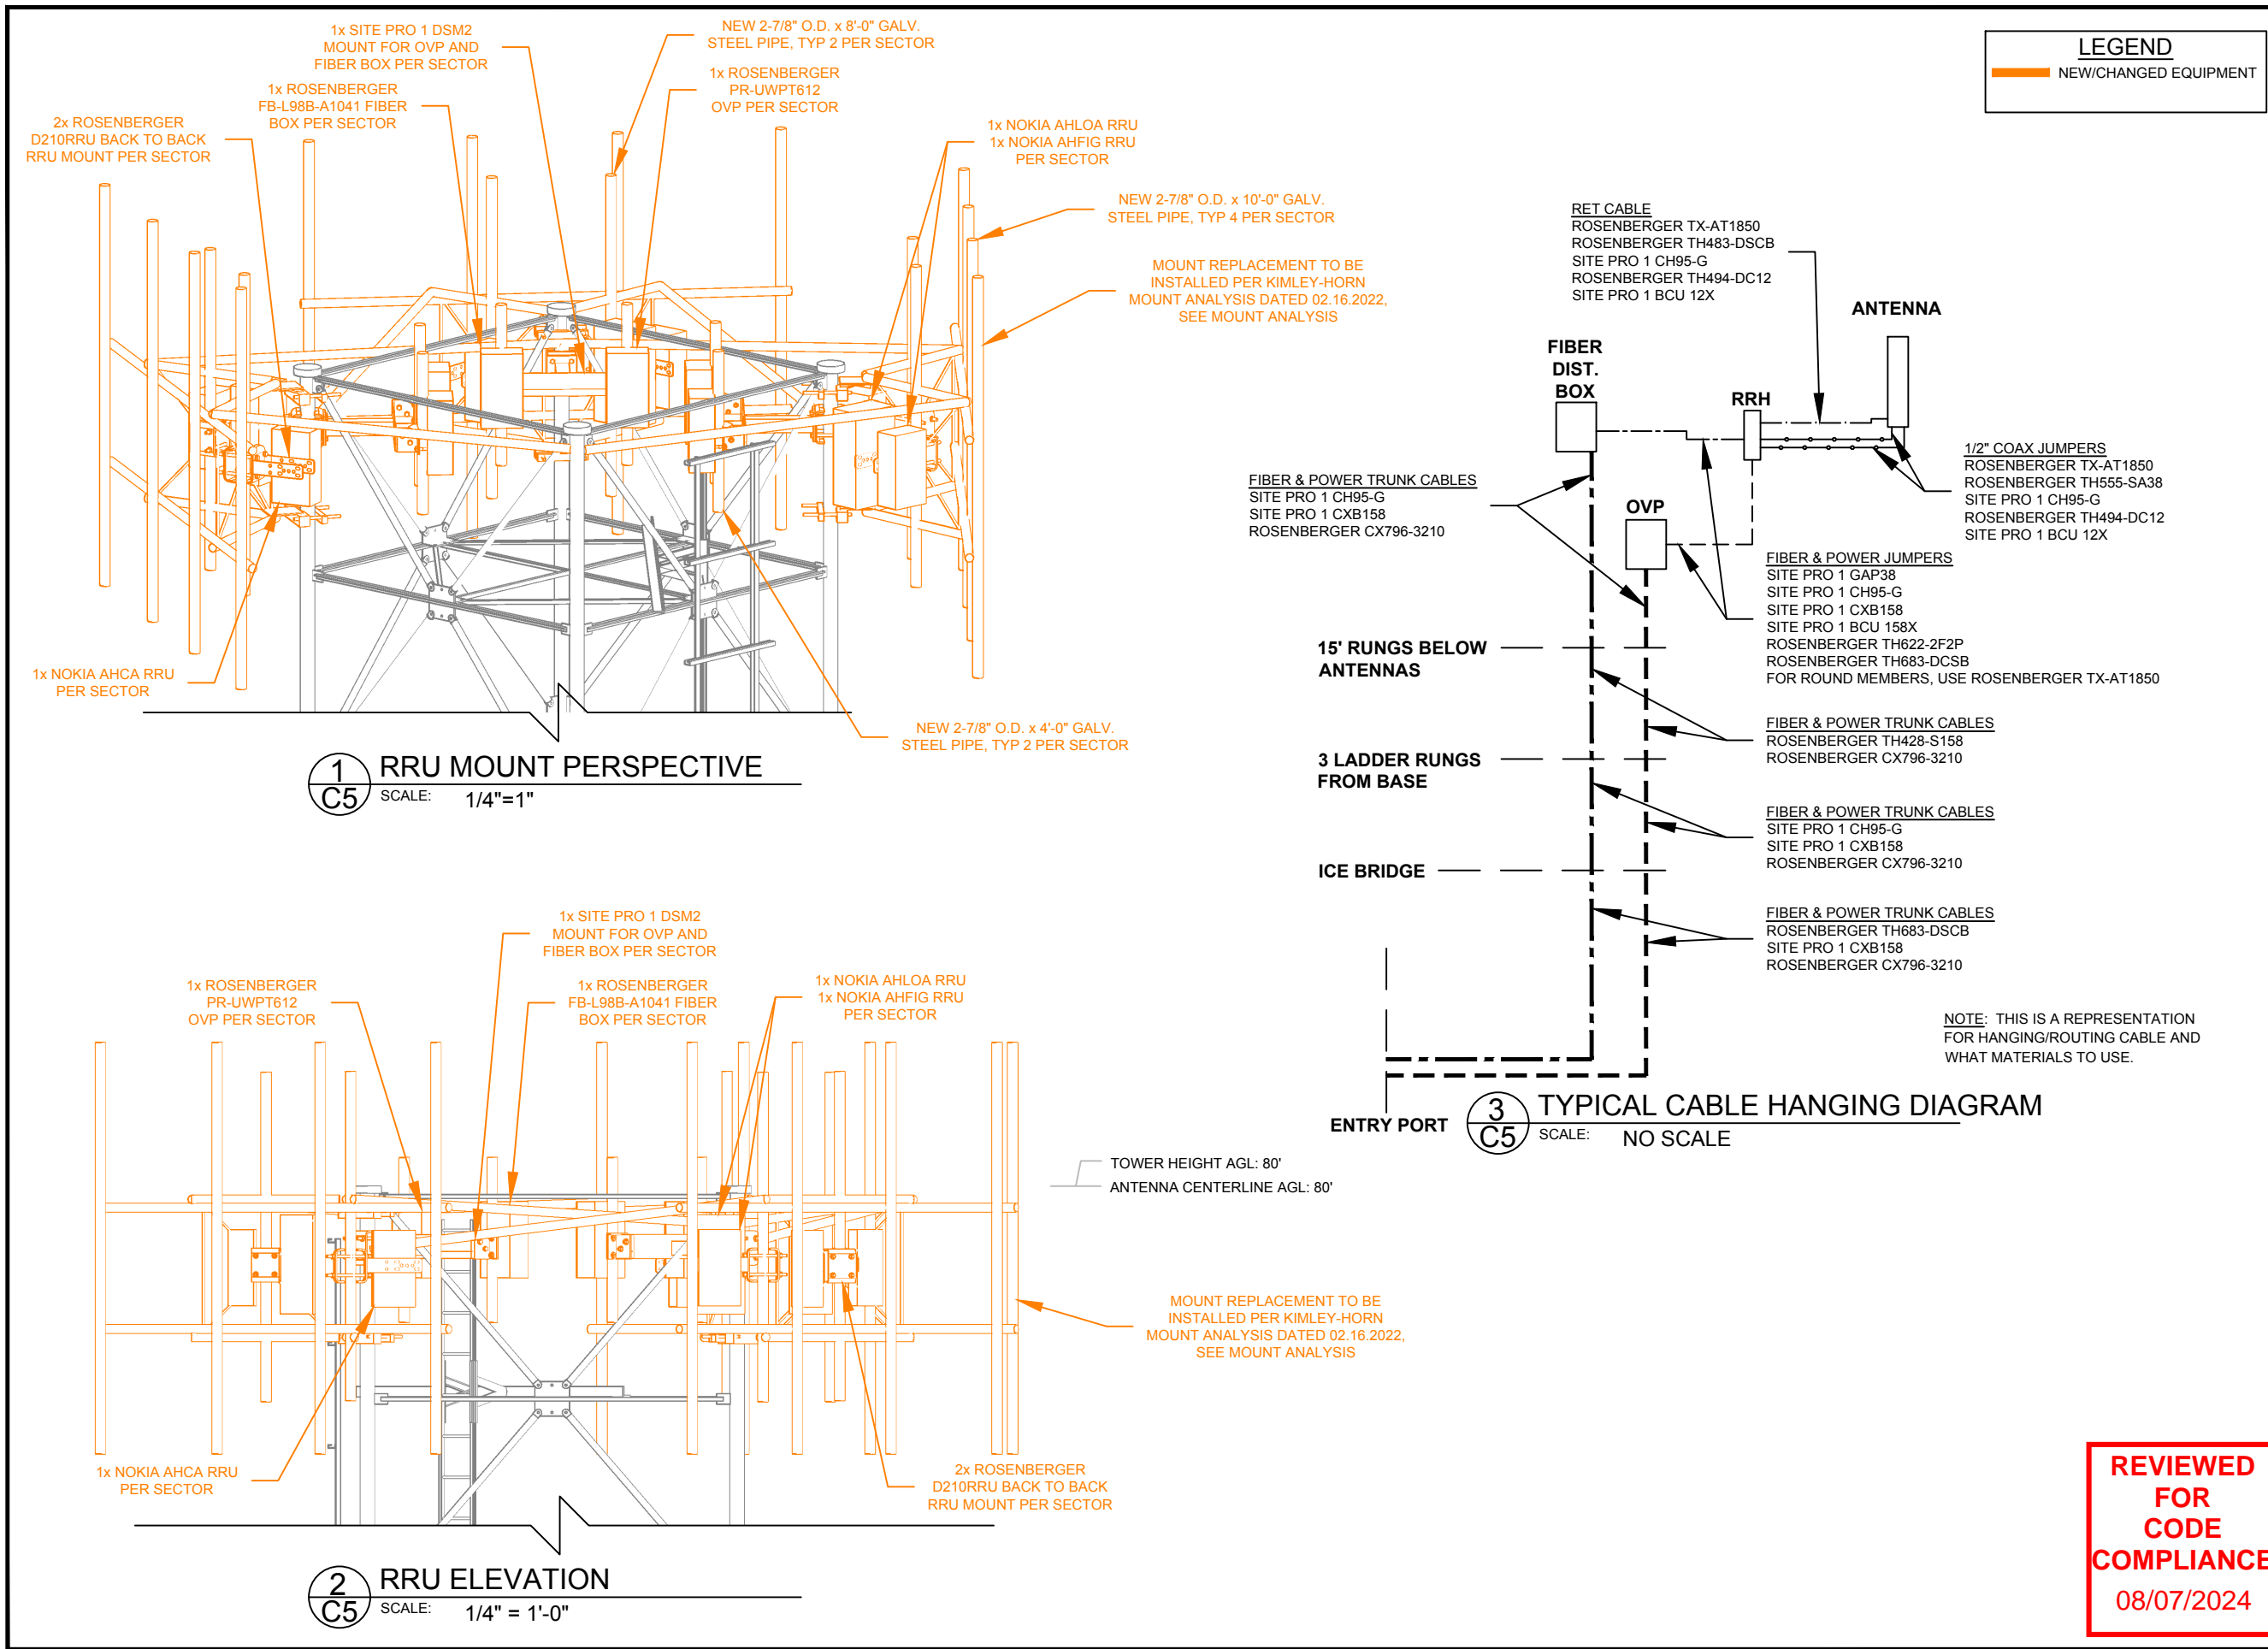 1x SITE PRO 1 DSM2
MOUNT FOR OVP AND
FIBER BOX PER SECTOR
NEW 2-7/8" O.D. x 8'-0" GALV.
STEEL PIPE, TYP 2 PER SECTOR
1x ROSENBERGER
FB-L98B-A1041 FIBER
BOX PER SECTOR
1x ROSENBERGER
PR-UWPT612
OVP PER SECTOR
2x ROSENBERGER
D210RRU BACK TO BACK
RRU MOUNT PER SECTOR
1x NOKIA AHLOA RRU
1x NOKIA AHFIG RRU
PER SECTOR
NEW 2-7/8" O.D. x 10'-0" GALV.
STEEL PIPE, TYP 4 PER SECTOR
MOUNT REPLACEMENT TO BE
INSTALLED PER KIMLEY-HORN
MOUNT ANALYSIS DATED 02.16.2022,
SEE MOUNT ANALYSIS
1x NOKIA AHCA RRU
PER SECTOR
NEW 2-7/8" O.D. x 4'-0" GALV.
STEEL PIPE, TYP 2 PER SECTOR
1
C5
RRU MOUNT PERSPECTIVE
SCALE: 1/4"=1"
LEGEND
NEW/CHANGED EQUIPMENT
RET CABLE
ROSENBERGER TX-AT1850
ROSENBERGER TH483-DSCB
SITE PRO 1 CH95-G
ROSENBERGER TH494-DC12
SITE PRO 1 BCU 12X
ANTENNA
FIBER
DIST.
BOX
RRH
1/2" COAX JUMPERS
ROSENBERGER TX-AT1850
ROSENBERGER TH555-SA38
SITE PRO 1 CH95-G
ROSENBERGER TH494-DC12
SITE PRO 1 BCU 12X
FIBER & POWER TRUNK CABLES
SITE PRO 1 CH95-G
SITE PRO 1 CXB158
ROSENBERGER CX796-3210
OVP
FIBER & POWER JUMPERS
SITE PRO 1 GAP38
SITE PRO 1 CH95-G
SITE PRO 1 CXB158
SITE PRO 1 BCU 158X
ROSENBERGER TH622-2F2P
ROSENBERGER TH683-DCSB
FOR ROUND MEMBERS, USE ROSENBERGER TX-AT1850
15' RUNGS BELOW
ANTENNAS
FIBER & POWER TRUNK CABLES
ROSENBERGER TH428-S158
ROSENBERGER CX796-3210
3 LADDER RUNGS
FROM BASE
FIBER & POWER TRUNK CABLES
SITE PRO 1 CH95-G
SITE PRO 1 CXB158
ROSENBERGER CX796-3210
ICE BRIDGE
FIBER & POWER TRUNK CABLES
ROSENBERGER TH683-DSCB
SITE PRO 1 CXB158
ROSENBERGER CX796-3210
NOTE: THIS IS A REPRESENTATION
FOR HANGING/ROUTING CABLE AND
WHAT MATERIALS TO USE.
ENTRY PORT
3
C5
TYPICAL CABLE HANGING DIAGRAM
SCALE: NO SCALE
1x SITE PRO 1 DSM2
MOUNT FOR OVP AND
FIBER BOX PER SECTOR
1x ROSENBERGER
PR-UWPT612
OVP PER SECTOR
1x ROSENBERGER
FB-L98B-A1041 FIBER
BOX PER SECTOR
1x NOKIA AHLOA RRU
1x NOKIA AHFIG RRU
PER SECTOR
TOWER HEIGHT AGL: 80'
ANTENNA CENTERLINE AGL: 80'
MOUNT REPLACEMENT TO BE
INSTALLED PER KIMLEY-HORN
MOUNT ANALYSIS DATED 02.16.2022,
SEE MOUNT ANALYSIS
1x NOKIA AHCA RRU
PER SECTOR
2x ROSENBERGER
D210RRU BACK TO BACK
RRU MOUNT PER SECTOR
2
C5
RRU ELEVATION
SCALE: 1/4" = 1'-0"
REVIEWED
FOR
CODE
COMPLIANCE
08/07/2024